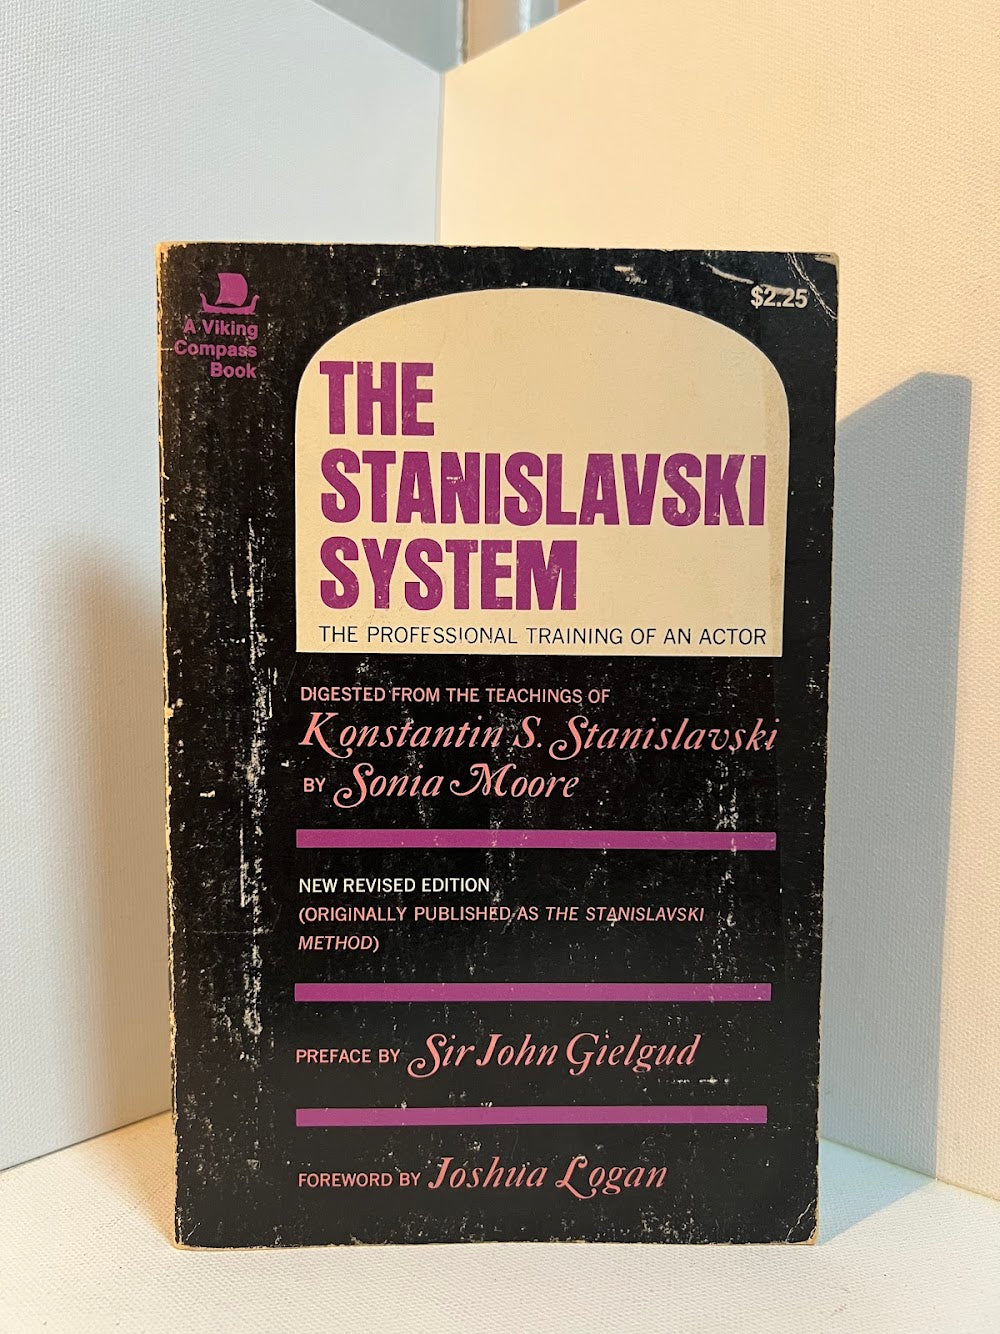 A Viking
Compass
Book
$2.25
THE
STANISLAVSKI
SYSTEM
THE PROFESSIONAL TRAINING OF AN ACTOR
DIGESTED FROM THE TEACHINGS OF
Konstantin S. Stanislavski
BY Sonia Moore
NEW REVISED EDITION
(ORIGINALLY PUBLISHED AS THE STANISLAVSKI
METHOD)
PREFACE BY Sir John Gielgud
FOREWORD BY Joshua Logan